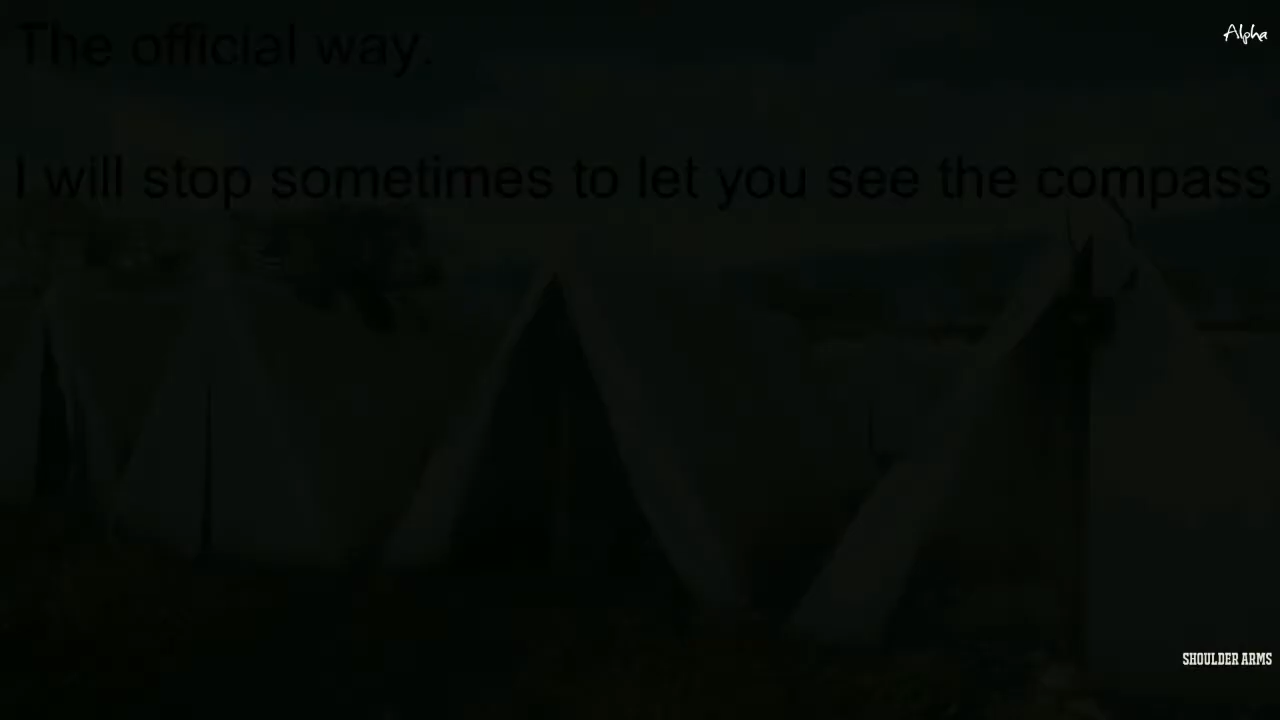 The official way.
Alpha
I will stop sometimes to let you see the compass
SHOULDER ARMS